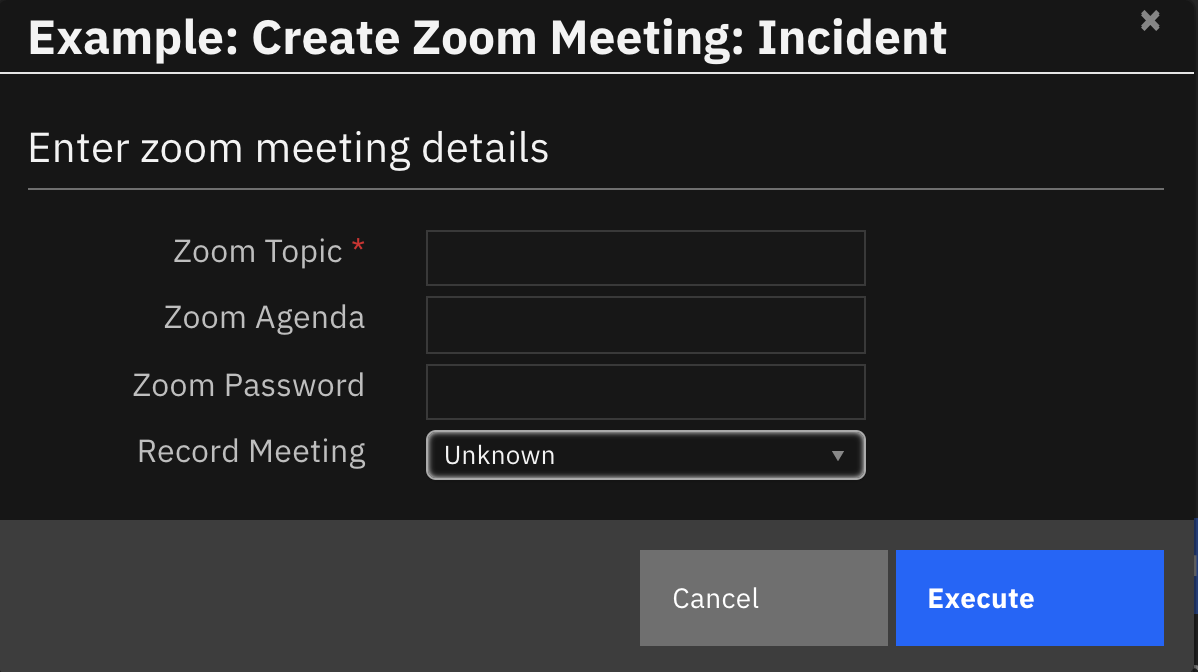 Example: Create Zoom Meeting: Incident
Enter zoom meeting details
Zoom Topic *
Zoom Agenda
Zoom Password
Record Meeting Unknown
Cancel Execute